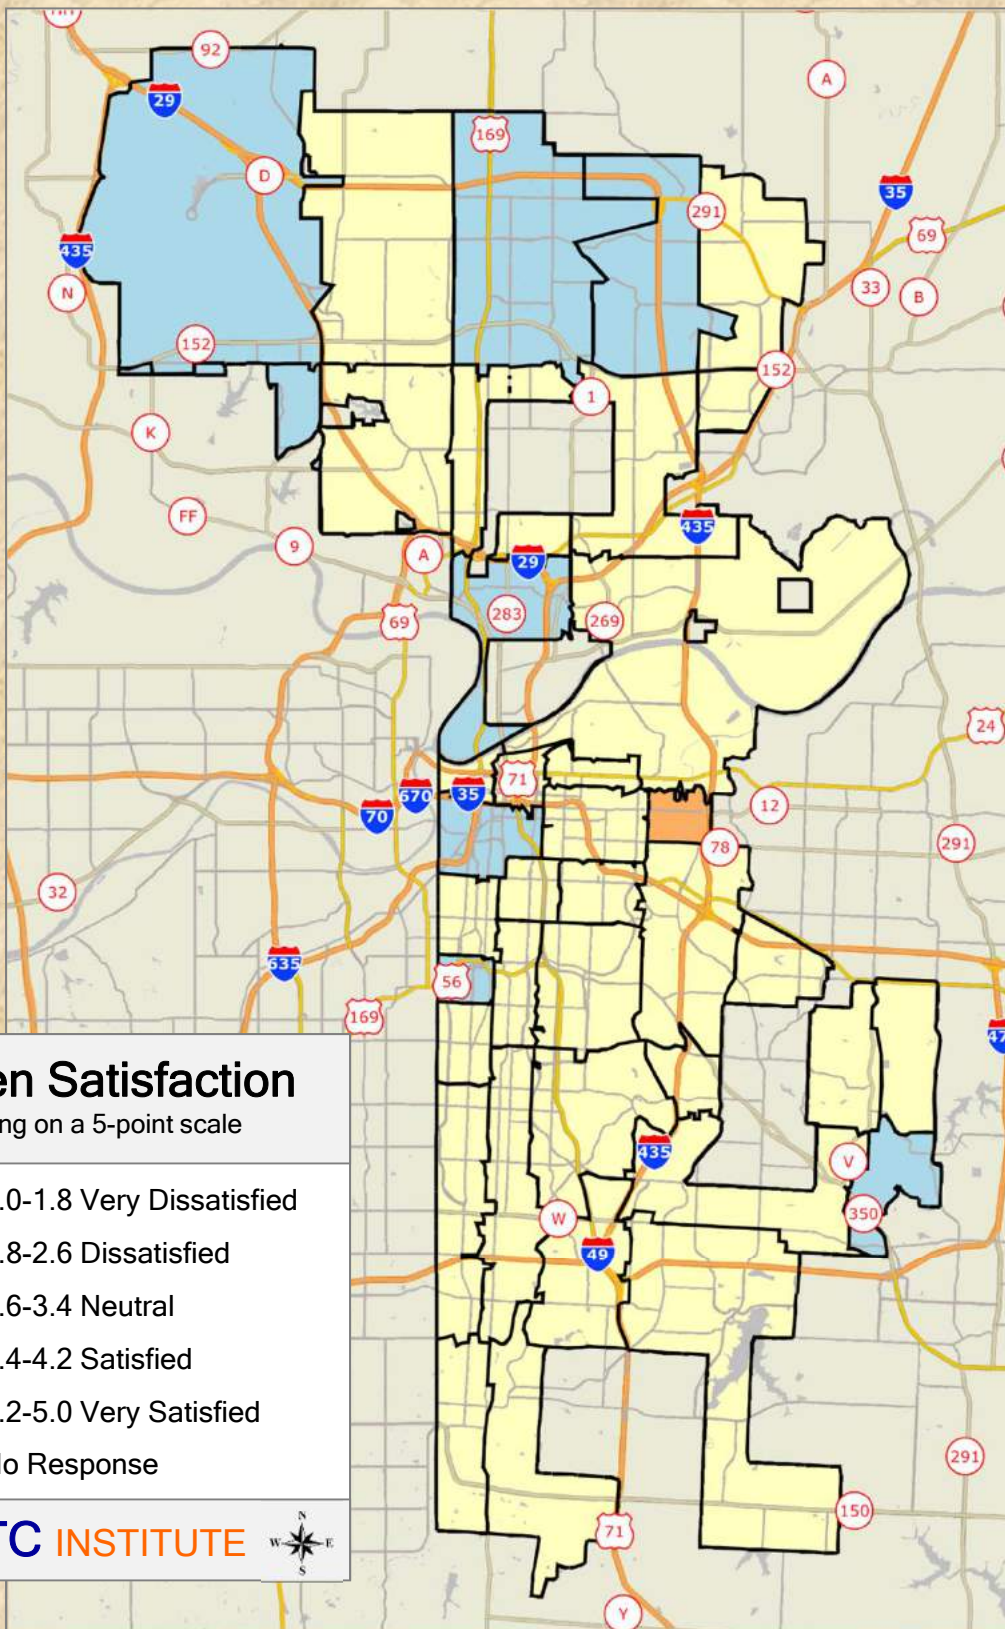 92
29
169
A
D
291
35
69
435
N
33
B
152
152
1
K
FF
435
9
A
29
283
269
69
24
71
670
35
70
12
78
291
32
635
56
169
47
en Satisfaction
ng on a 5-point scale
435
V
.0-1.8 Very Dissatisfied
350
W
.8-2.6 Dissatisfied
49
.6-3.4 Neutral
.4-4.2 Satisfied
.2-5.0 Very Satisfied
o Response
291
150
TC INSTITUTE
N
W E
S
71
Y